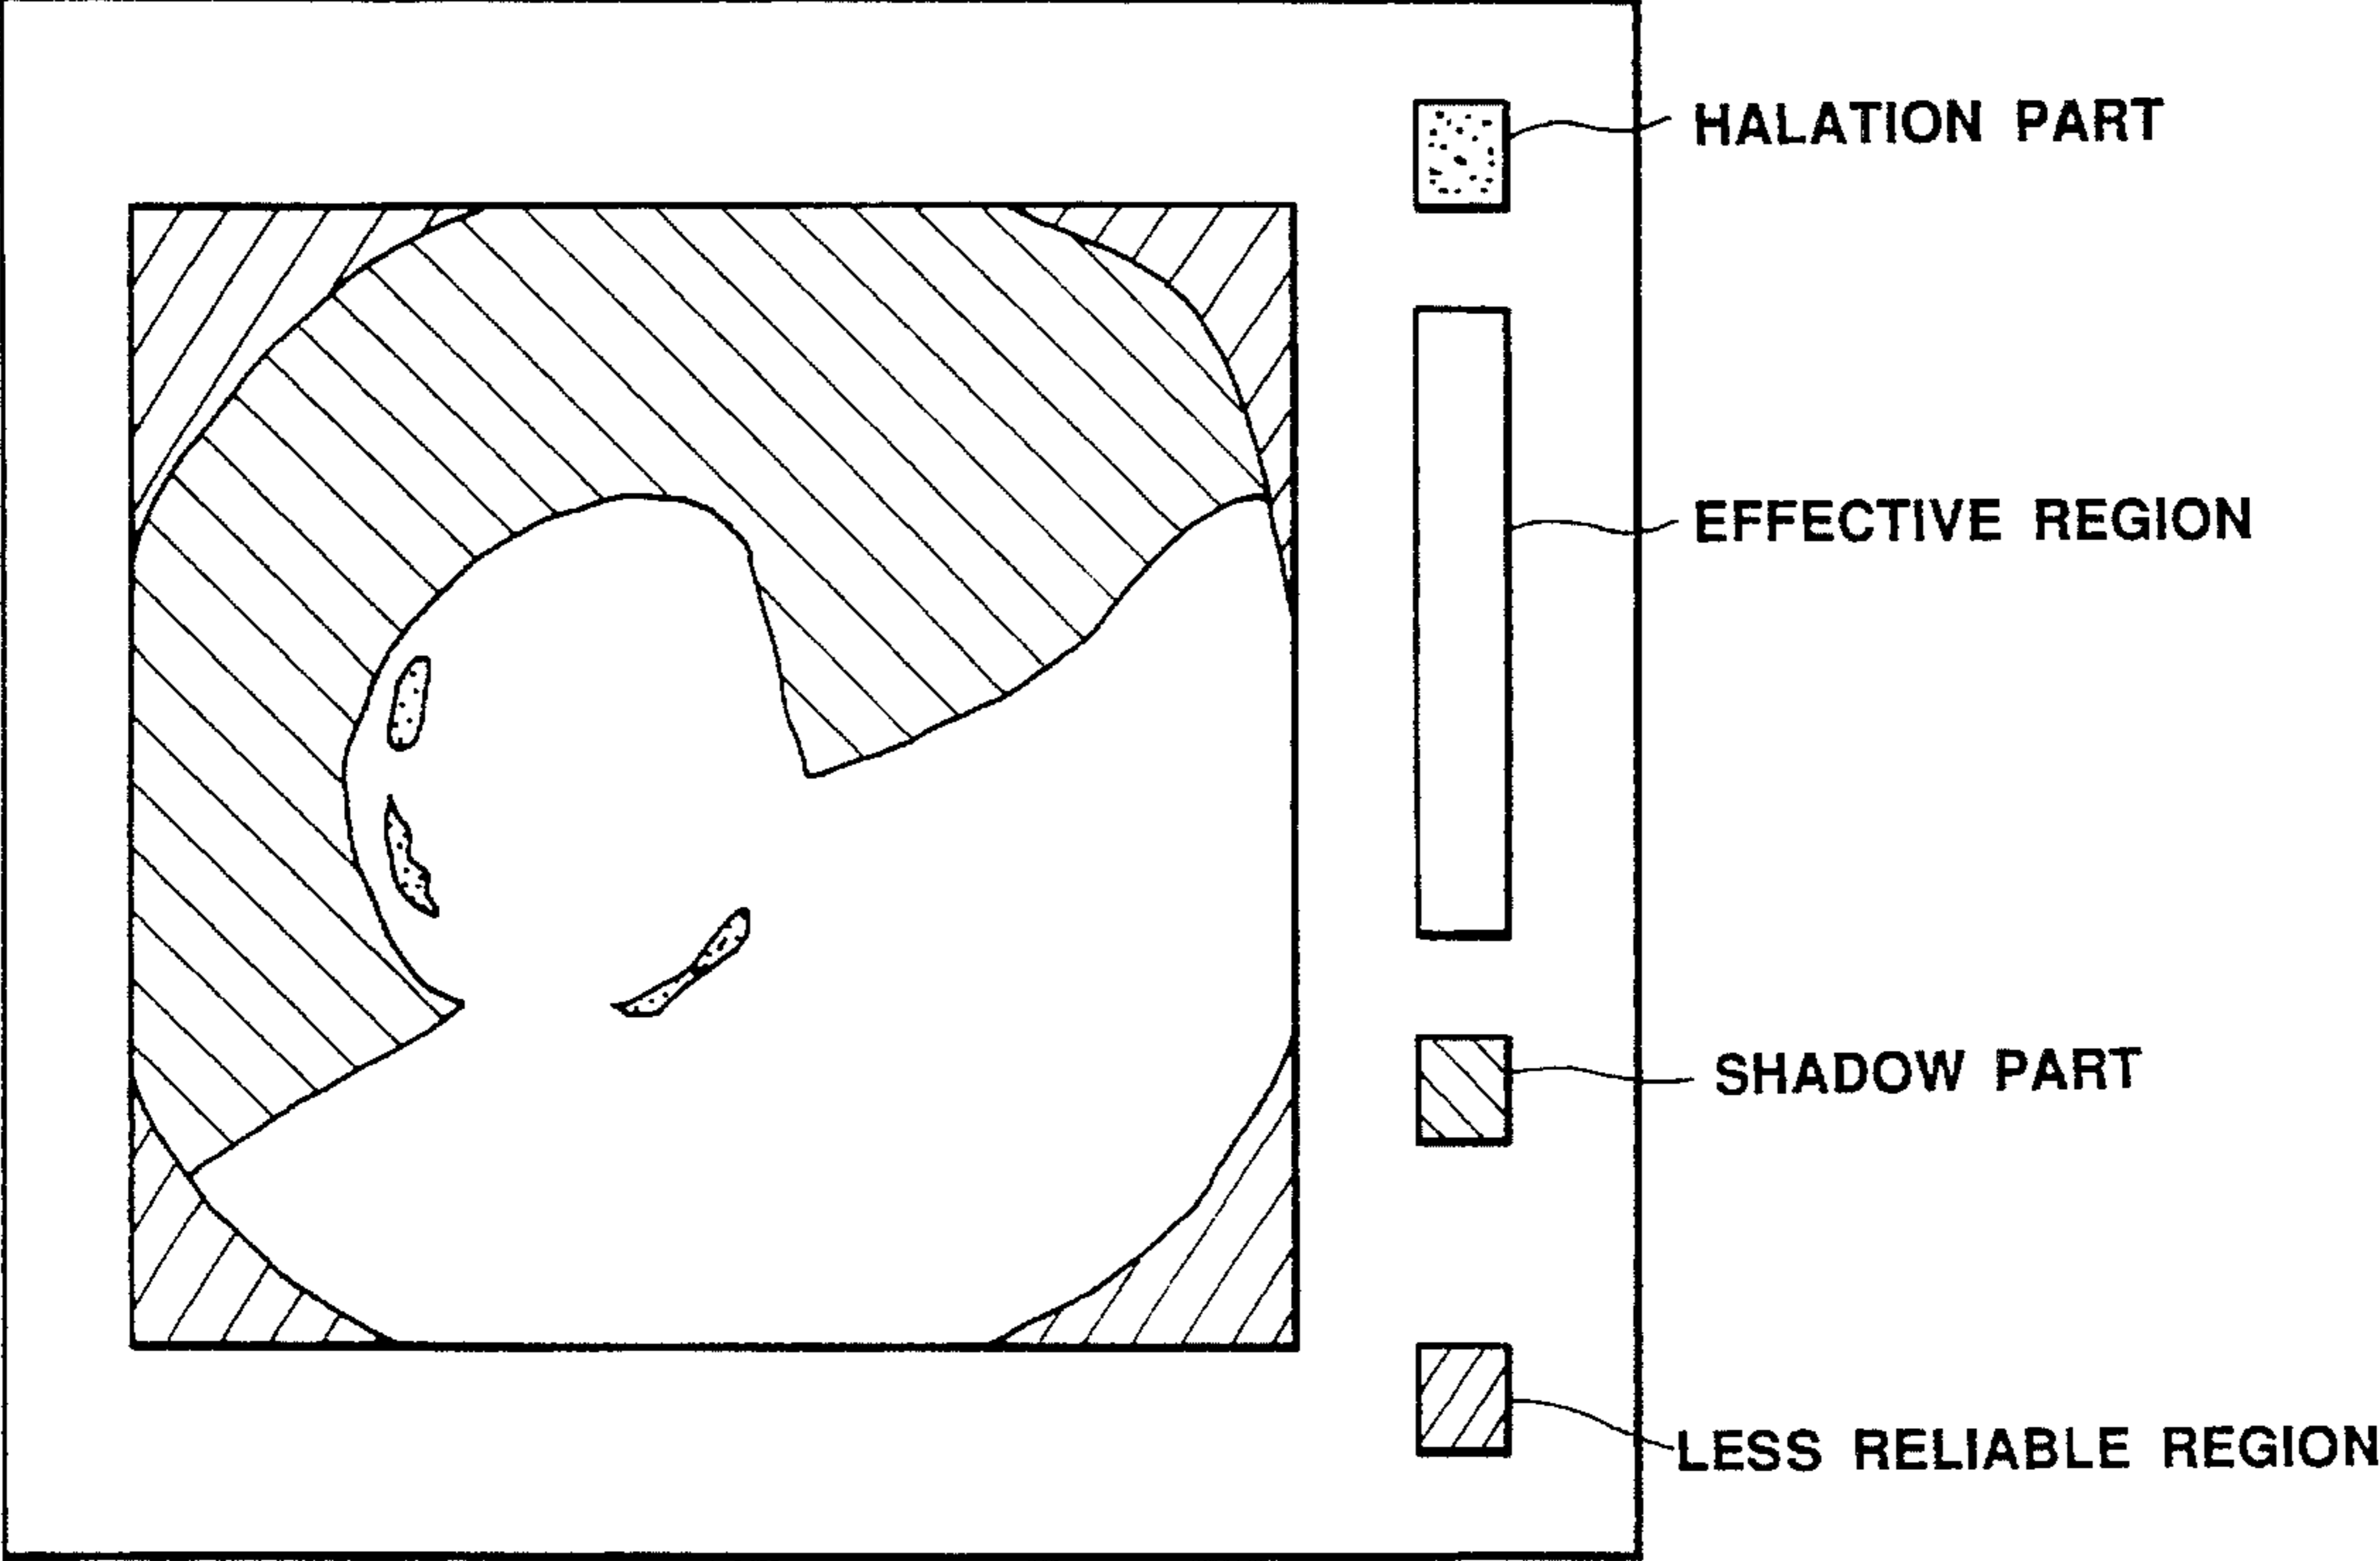 HALATION PART
EFFECTIVE REGION
SHADOW PART
LESS RELIABLE REGION